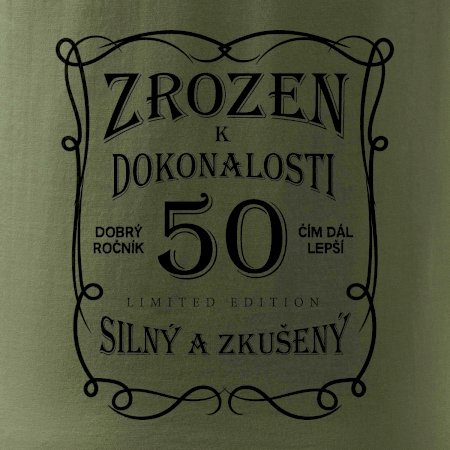 ZROZEN
K
DOKONALOSTI
DOBRÝ
ROČNÍK
50
ČÍM DÁL
LEPŠÍ
LIMITED EDITION
SILNÝ A ZKUŠENÝ